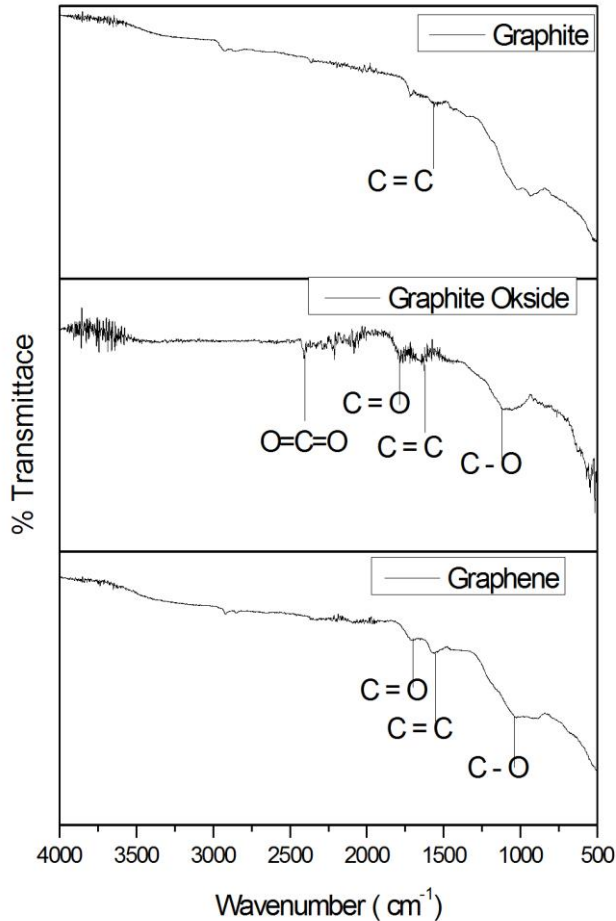 Graphite
C = C
Graphite Okside
C = O
O=C=O
C = C
C - O
% Transmittace
Graphene
C = O
C = C
C - O
4000 3500 3000 2500 2000 1500 1000 500
Wavenumber ( cm⁻¹)